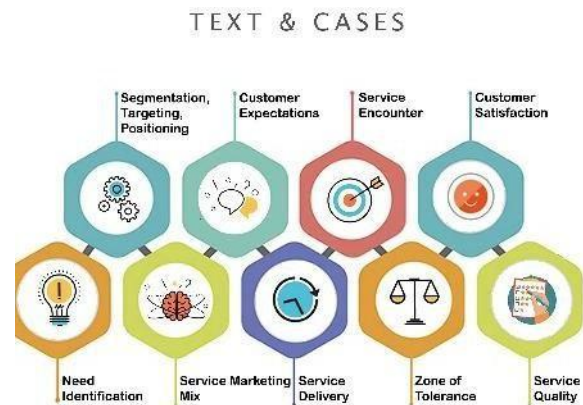 TEXT & CASES
Segmentation,
Targeting,
Positioning
Customer
Expectations
Service
Encounter
Customer
Satisfaction
Need
Identification
Service Marketing
Mix
Service
Delivery
Zone of
Tolerance
Service
Quality